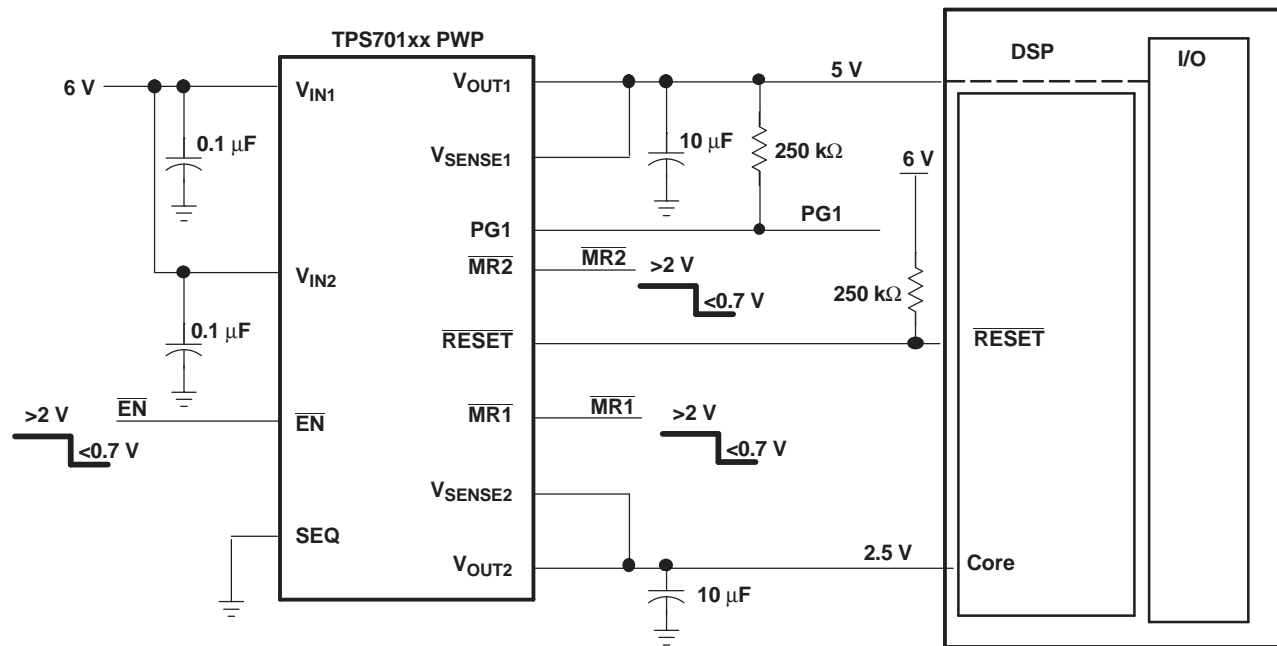 TPS701xx PWP
DSP
I/O
6 V
V_IN1
V_OUT1
5 V
0.1 μF
V_SENSE1
10 μF
250 kΩ
6 V
PG1
PG1
V_IN2
MR2
MR2
>2 V
<0.7 V
250 kΩ
0.1 μF
RESET
RESET
>2 V
EN
EN
<0.7 V
MR1
MR1
>2 V
<0.7 V
V_SENSE2
SEQ
V_OUT2
2.5 V
Core
10 μF